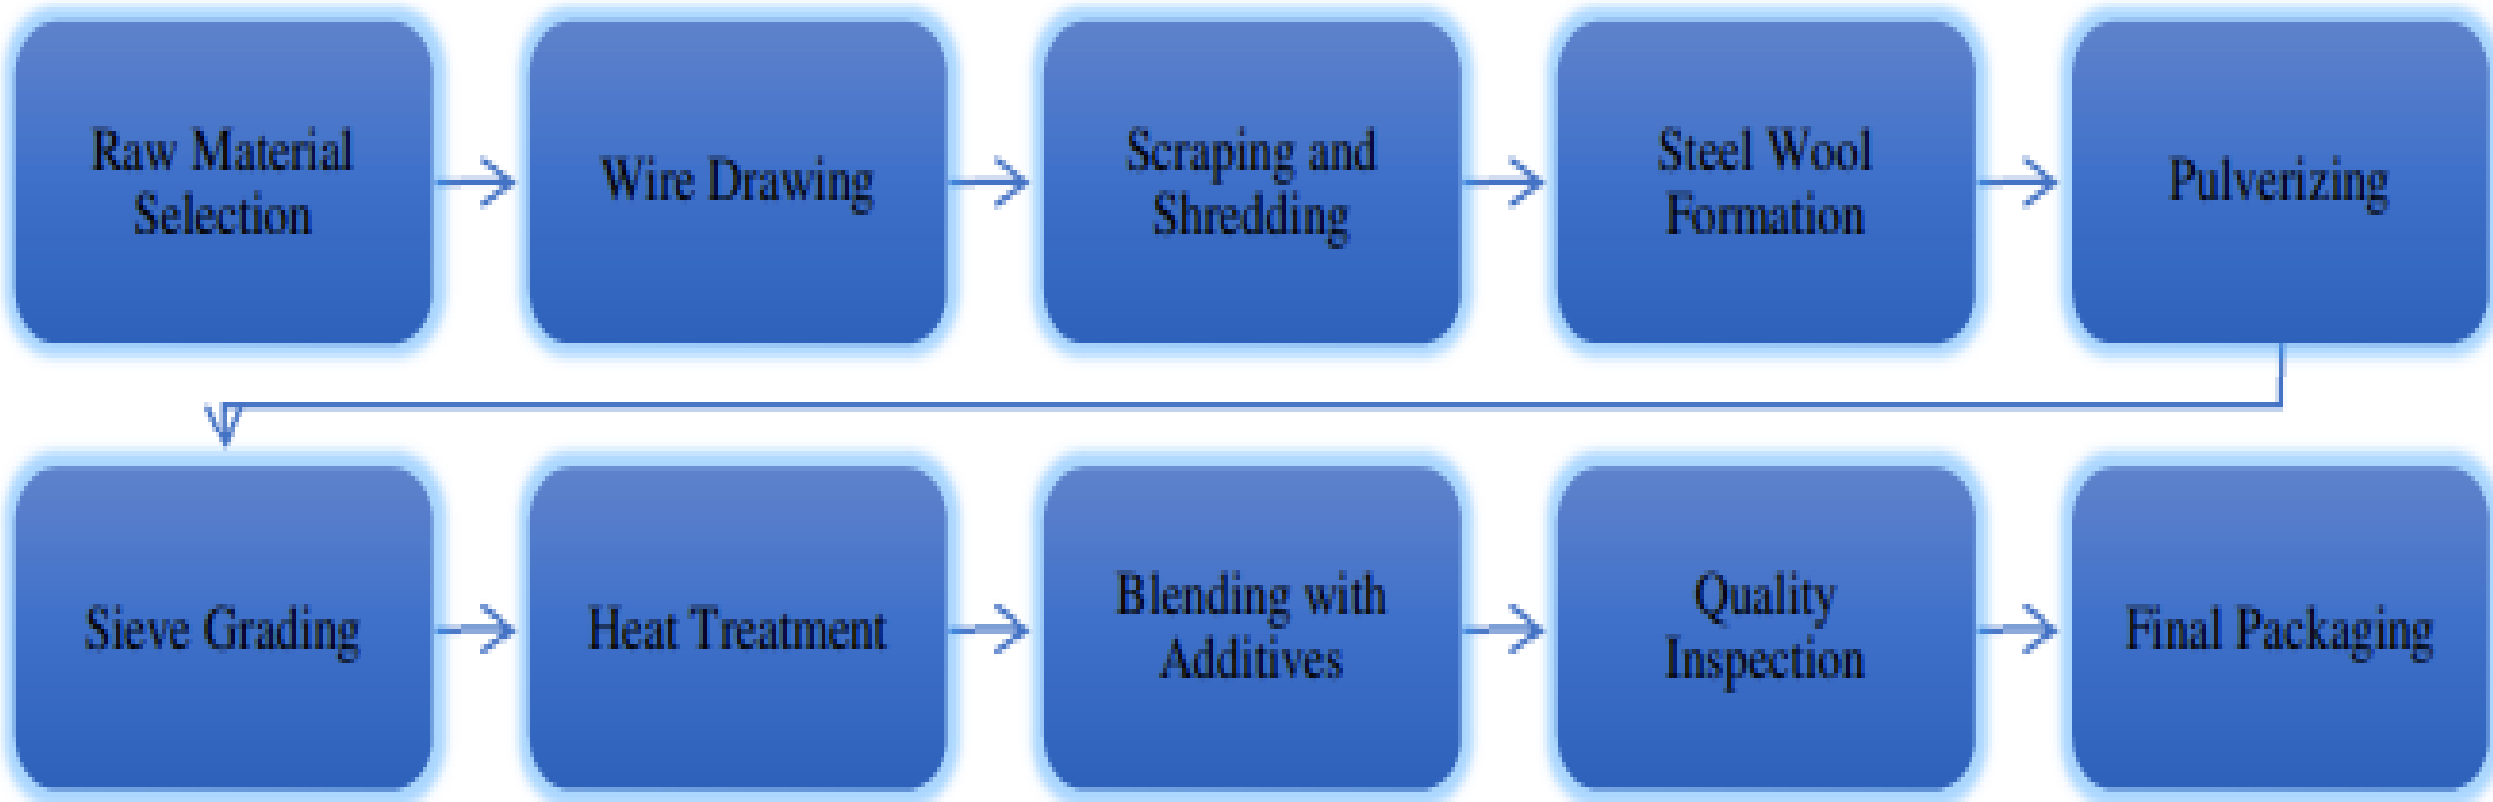 Raw Material
Selection
Wire Drawing
Scraping and
Shredding
Steel Wool
Formation
Pulverizing
Sieve Grading
Heat Treatment
Blending with
Additives
Quality
Inspection
Final Packaging